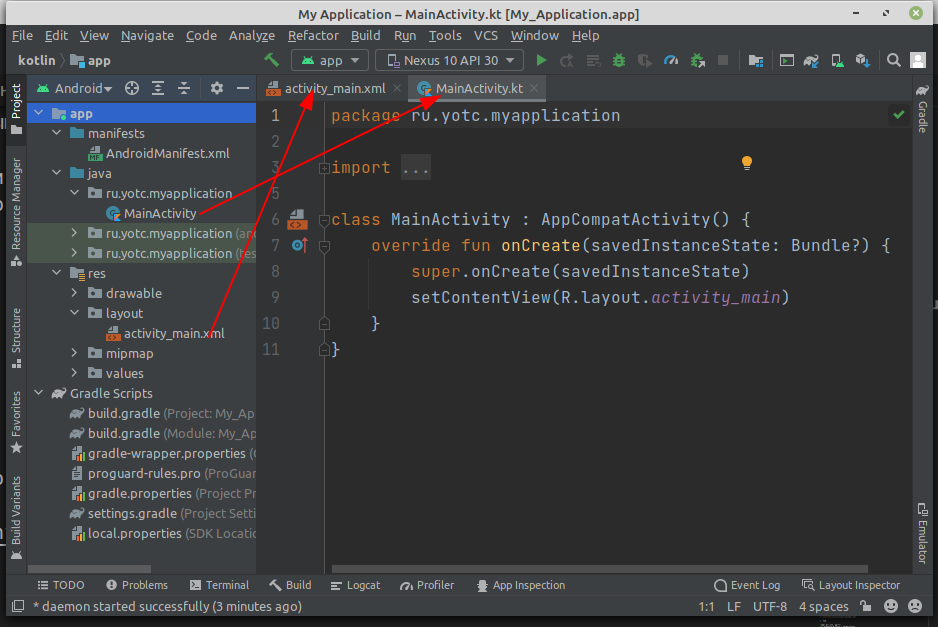 My Application – MainActivity.kt [My_Application.app]
File Edit View Navigate Code Analyze Refactor Build Run Tools VCS Window Help
kotlin app
app
Nexus 10 API 30
Project
Resource Manager
Structure
Favorites
Build Variants
Android
app
manifests
AndroidManifest.xml
java
ru.yotc.myapplication
MainActivity
ru.yotc.myapplication
ru.yotc.myapplication
res
drawable
layout
activity_main.xml
mipmap
values
Gradle Scripts
build.gradle (Project: My_Ap
build.gradle (Module: My_Ap
gradle-wrapper.properties
proguard-rules.pro (ProGuar
gradle.properties (Project Pr
settings.gradle (Project Setti
local.properties (SDK Locatio
activity_main.xml
MainActivity.kt
1 package ru.yotc.myapplication
2
3 import ...
5
6 class MainActivity : AppCompatActivity() {
7 override fun onCreate(savedInstanceState: Bundle?) {
8 super.onCreate(savedInstanceState)
9 setContentView(R.layout.activity_main)
10 }
11 }
Gradle
Emulator
TODO Problems Terminal Build Logcat Profiler App Inspection Event Log Layout Inspector
* daemon started successfully (3 minutes ago) 1:1 LF UTF-8 4 spaces